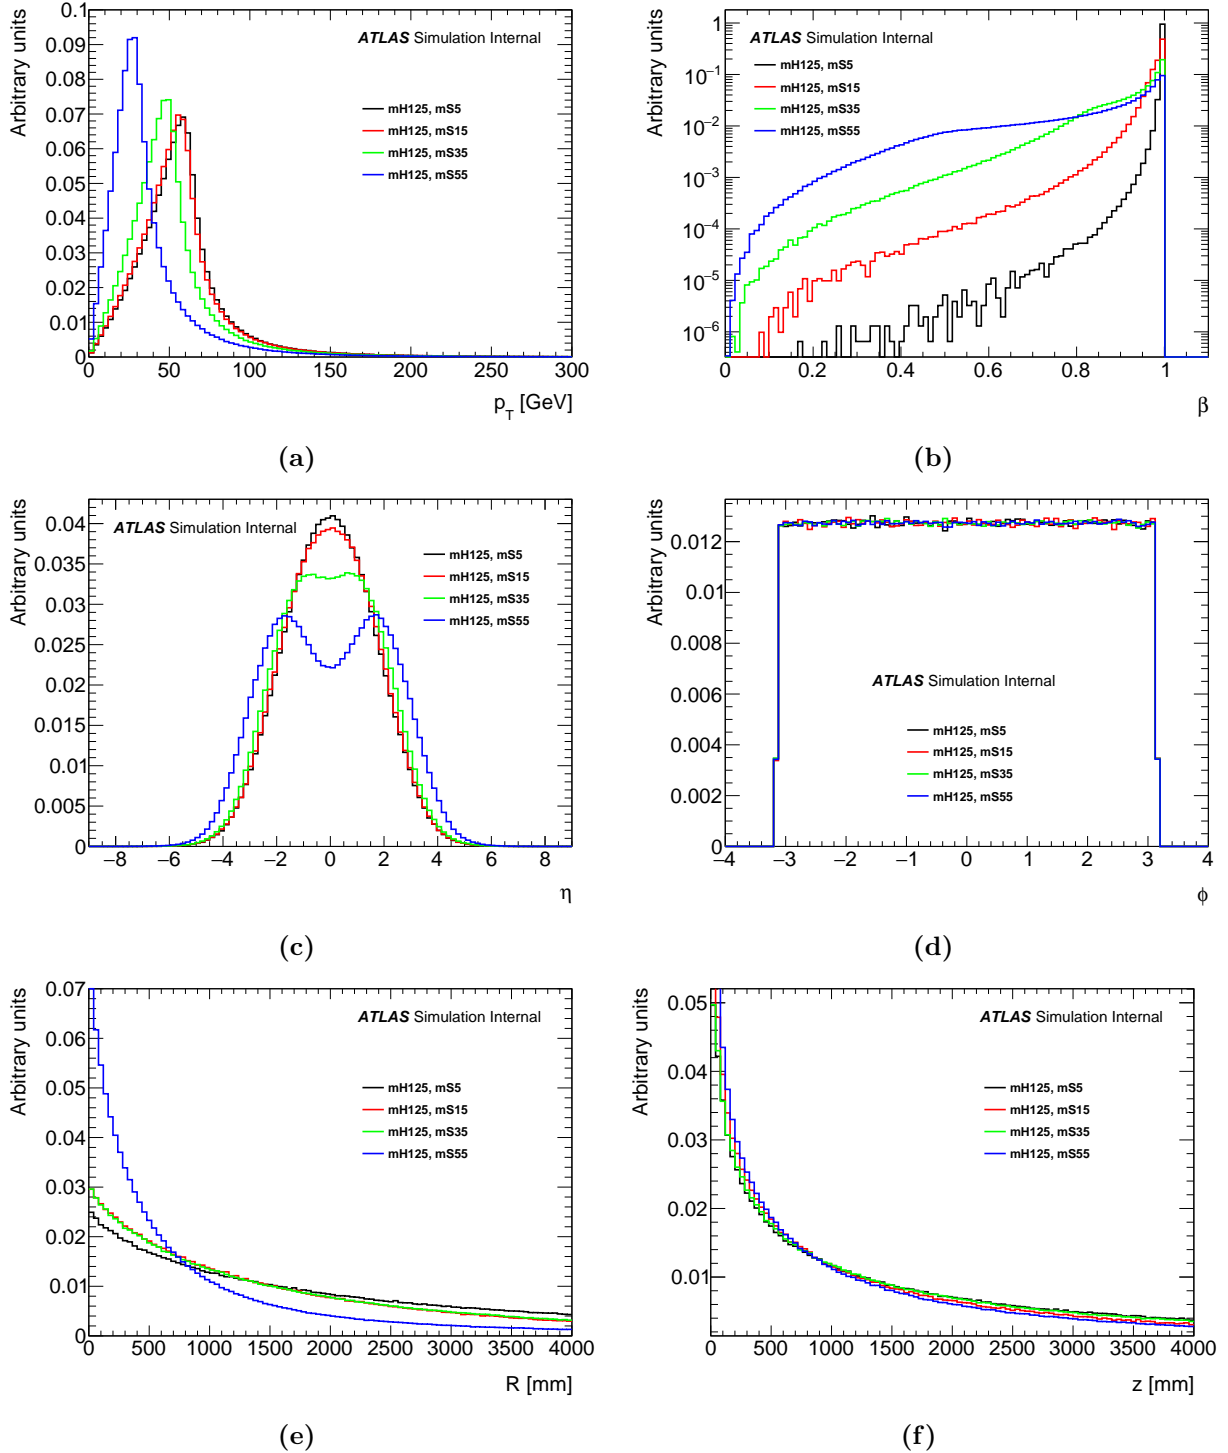 Arbitrary units
0.1
0.09
0.08
0.07
0.06
0.05
0.04
0.03
0.02
0.01
0
ATLAS Simulation Internal
mH125, mS5
mH125, mS15
mH125, mS35
mH125, mS55
0 50 100 150 200 250 300
p_T [GeV]
(a)
Arbitrary units
1
10⁻¹
10⁻²
10⁻³
10⁻⁴
10⁻⁵
10⁻⁶
ATLAS Simulation Internal
mH125, mS5
mH125, mS15
mH125, mS35
mH125, mS55
0 0.2 0.4 0.6 0.8 1
β
(b)
Arbitrary units
0.04
0.035
0.03
0.025
0.02
0.015
0.01
0.005
0
ATLAS Simulation Internal
mH125, mS5
mH125, mS15
mH125, mS35
mH125, mS55
−8 −6 −4 −2 0 2 4 6 8
η
(c)
Arbitrary units
0.012
0.01
0.008
0.006
0.004
0.002
0
ATLAS Simulation Internal
mH125, mS5
mH125, mS15
mH125, mS35
mH125, mS55
−4 −3 −2 −1 0 1 2 3 4
ϕ
(d)
Arbitrary units
0.07
0.06
0.05
0.04
0.03
0.02
0.01
0
ATLAS Simulation Internal
mH125, mS5
mH125, mS15
mH125, mS35
mH125, mS55
0 500 1000 1500 2000 2500 3000 3500 4000
R [mm]
(e)
Arbitrary units
0.05
0.04
0.03
0.02
0.01
ATLAS Simulation Internal
mH125, mS5
mH125, mS15
mH125, mS35
mH125, mS55
0 500 1000 1500 2000 2500 3000 3500 4000
z [mm]
(f)